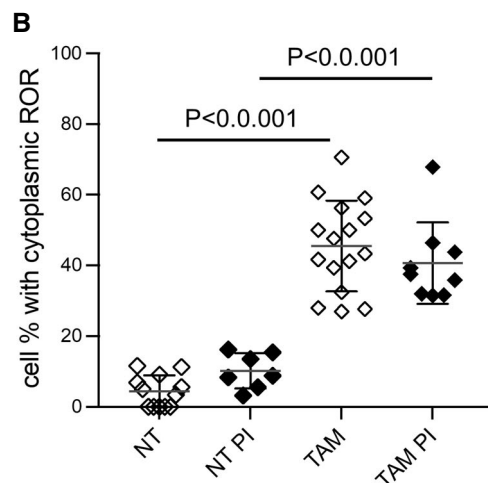 B
cell % with cytoplasmic ROR
100
80
60
40
20
0
P<0.0.001
P<0.0.001
NT
NT PI
TAM
TAM PI